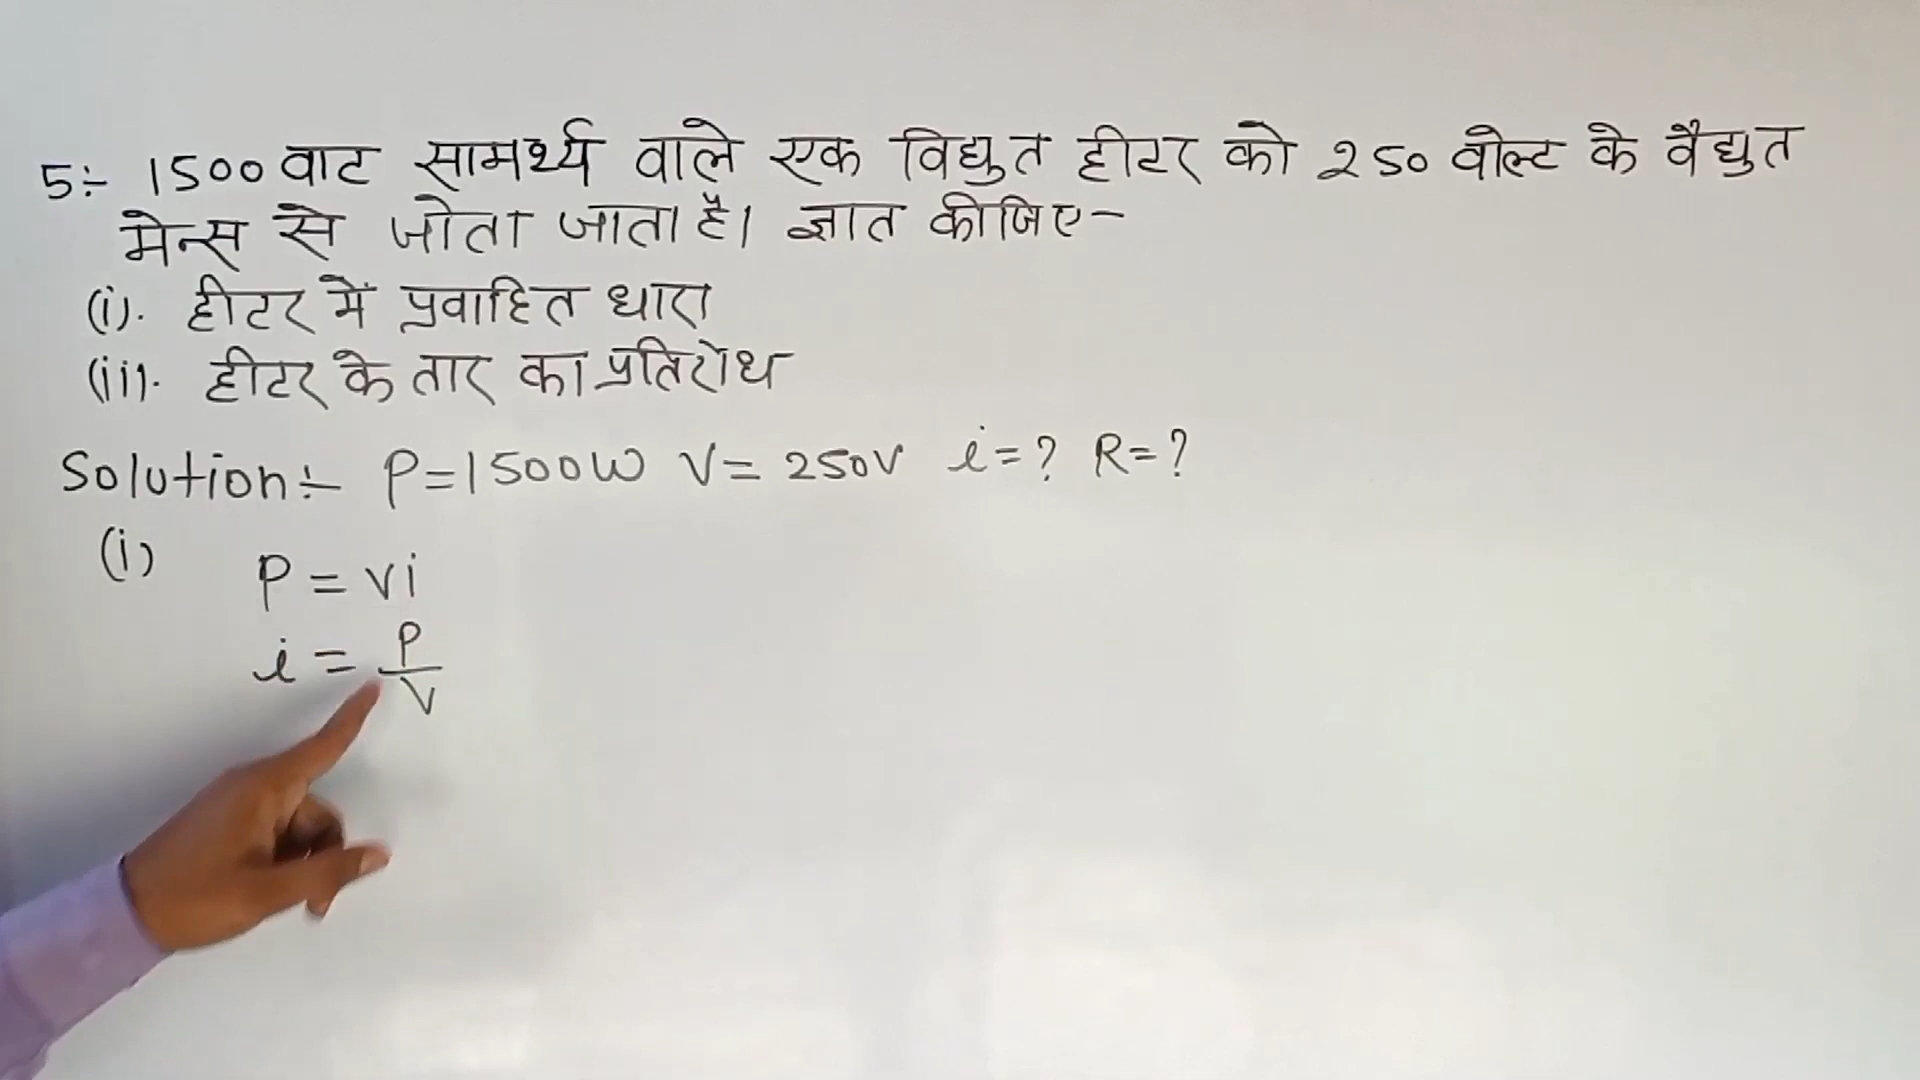 5:- 1500 वाट सामर्थ्य वाले एक विद्युत हीटर को 250 वोल्ट के वैद्युत
मेन्स से जोता जाता है। ज्ञात कीजिए-
(i). हीटर में प्रवाहित धारा
(ii). हीटर के तार का प्रतिरोध
Solution:- P=1500W V=250V i=? R=?
(i)
P = vi
i = P/V